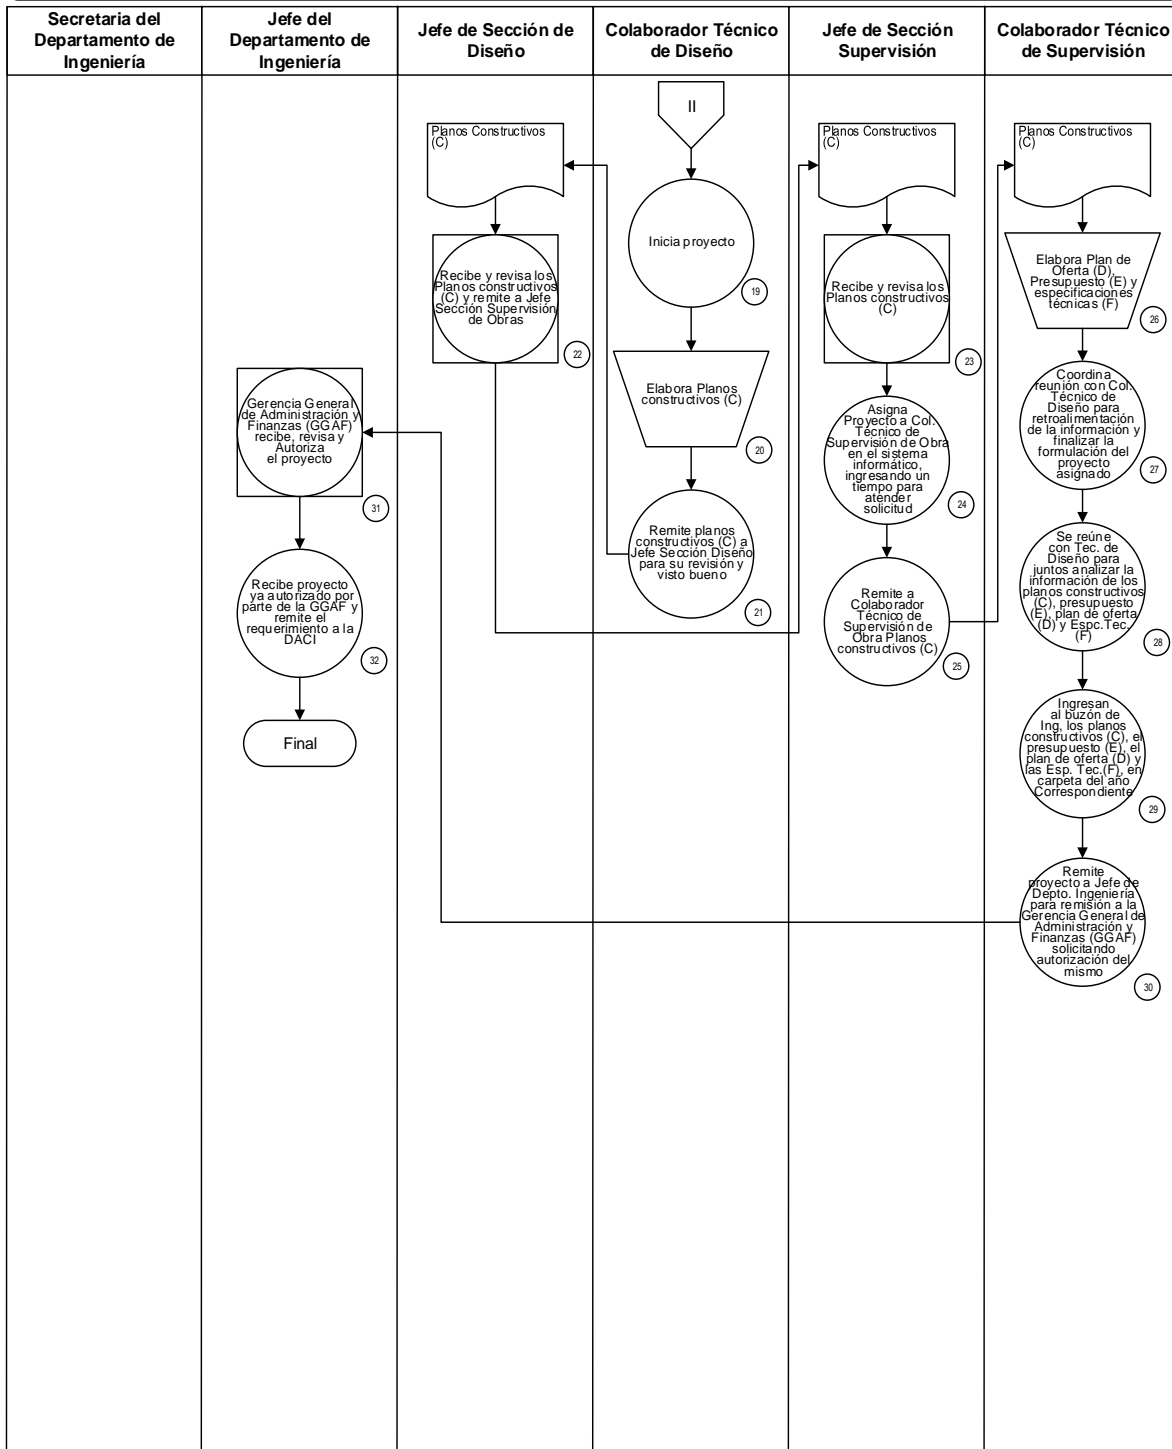 Secretaria del
Departamento de
Ingeniería
Jefe del
Departamento de
Ingeniería
Jefe de Sección de
Diseño
Colaborador Técnico
de Diseño
Jefe de Sección
Supervisión
Colaborador Técnico
de Supervisión
II
Inicia proyecto
19
Elabora Planos
constructivos (C)
20
Remite planos
constructivos (C) a
Jefe Sección Diseño
para su revisión y
visto bueno
21
Planos Constructivos
(C)
Recibe y revisa los
Planos constructivos
(C) y remite a Jefe
Sección Supervisión
de Obras
22
Planos Constructivos
(C)
Recibe y revisa los
Planos constructivos
(C)
23
Asigna
Proyecto a Col.
Técnico de
Supervisión de Obra
en el sistema
informático,
ingresando un
tiempo para
atender
solicitud
24
Remite a
Colaborador
Técnico de
Supervisión de
Obra Planos
constructivos (C)
25
Planos Constructivos
(C)
Elabora Plan de
Oferta (D),
Presupuesto (E) y
especificaciones
técnicas (F)
26
Coordina
reunión con Col.
Técnico de
Diseño para
retroalimentación
de la información y
finalizar la
formulación del
proyecto
asignado
27
Se reúne
con Tec. de
Diseño para
juntos analizar la
información de los
planos constructivos
(C), presupuesto
(E), plan de oferta
(D) y Espc.Tec.
(F)
28
Ingresan
al buzón de
Ing, los planos
constructivos (C), el
presupuesto (E), el
plan de oferta (D) y
las Esp. Tec.(F), en
carpeta del año
Correspondiente
29
Remite
proyecto a Jefe de
Depto. Ingeniería
para remisión a la
Gerencia General de
Administración y
Finanzas (GGAF)
solicitando
autorización del
mismo
30
Gerencia General
de Administración y
Finanzas (GGAF)
recibe, revisa y
Autoriza
el proyecto
31
Recibe proyecto
ya autorizado por
parte de la GGAF y
remite el
requerimiento a la
DACI
32
Final